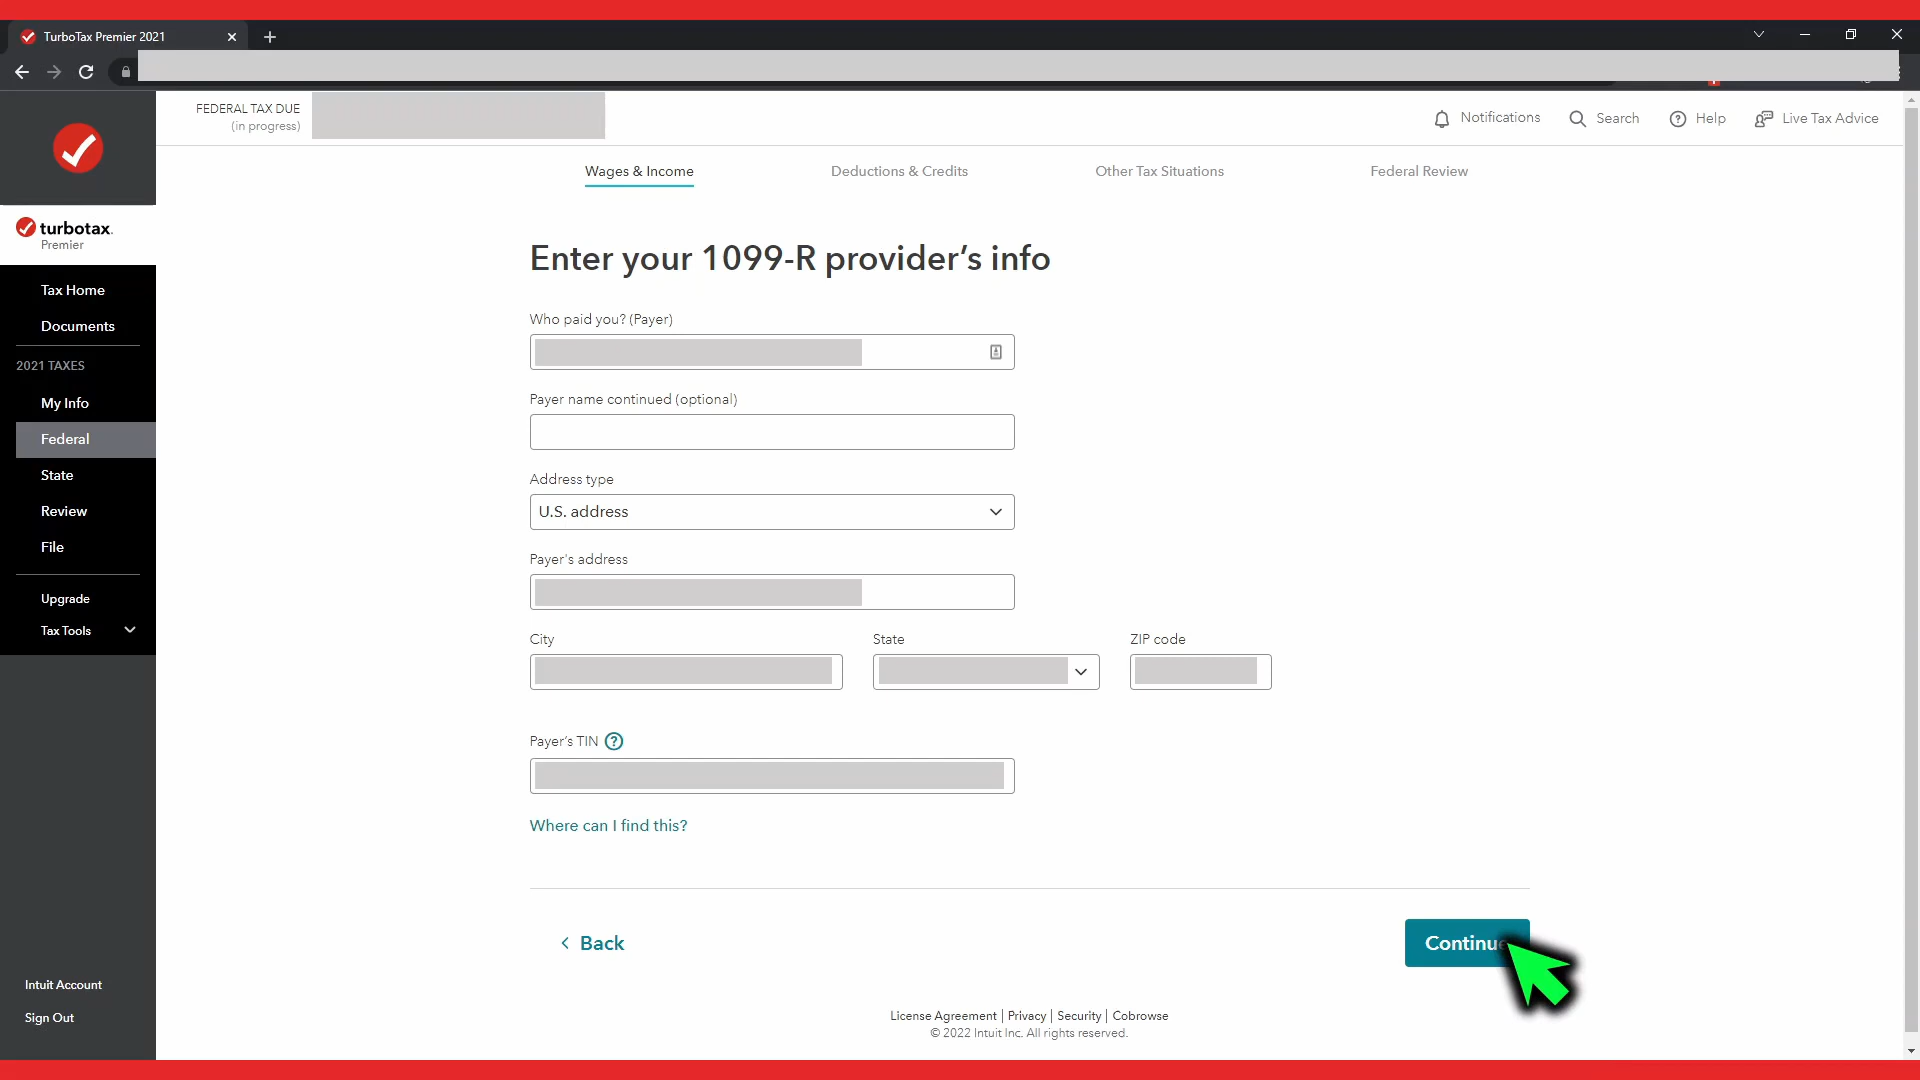 TurboTax Premier 2021
FEDERAL TAX DUE
(in progress)
Notifications
Search
Help
Live Tax Advice
Wages & Income
Deductions & Credits
Other Tax Situations
Federal Review
turbotax.
Premier
Tax Home
Documents
2021 TAXES
My Info
Federal
State
Review
File
Upgrade
Tax Tools
Intuit Account
Sign Out
Enter your 1099-R provider’s info
Who paid you? (Payer)
Payer name continued (optional)
Address type
U.S. address
Payer's address
City
State
ZIP code
Payer’s TIN ?
Where can I find this?
Back
Continue
License Agreement | Privacy | Security | Cobrowse
© 2022 Intuit Inc. All rights reserved.